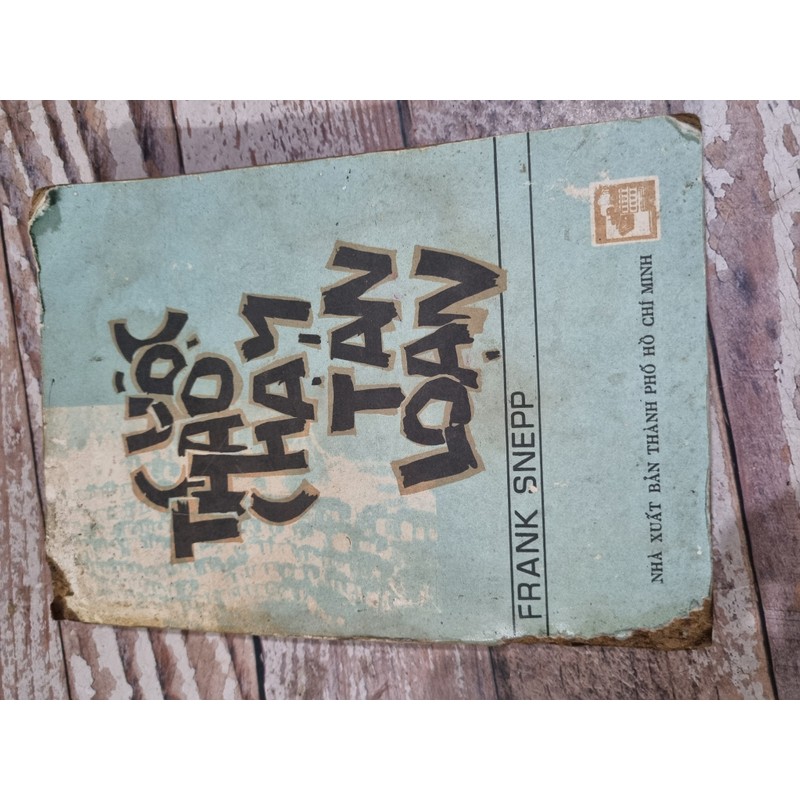 CUỘC
THÁO
CHẠY
TÁN
LOẠN
FRANK SNEPP
NHÀ XUẤT BẢN THÀNH PHỐ HỒ CHÍ MINH